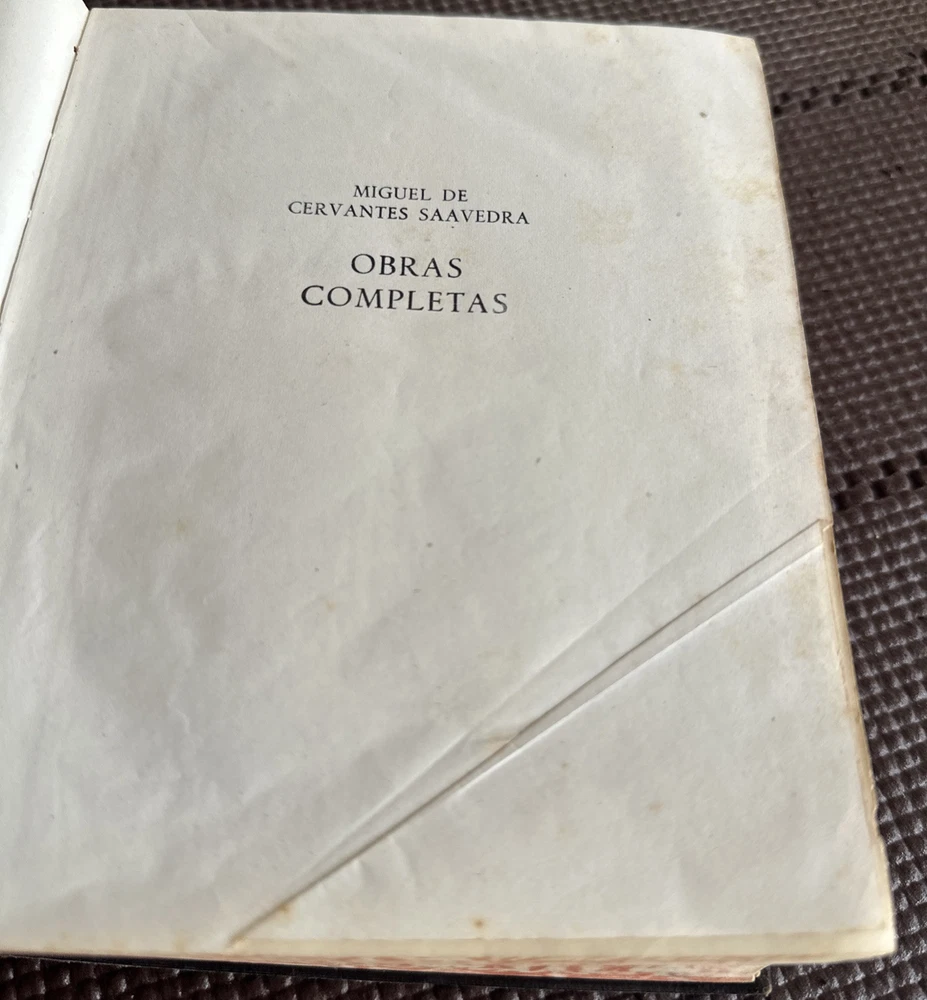 MIGUEL DE
CERVANTES SAAVEDRA
OBRAS
COMPLETAS